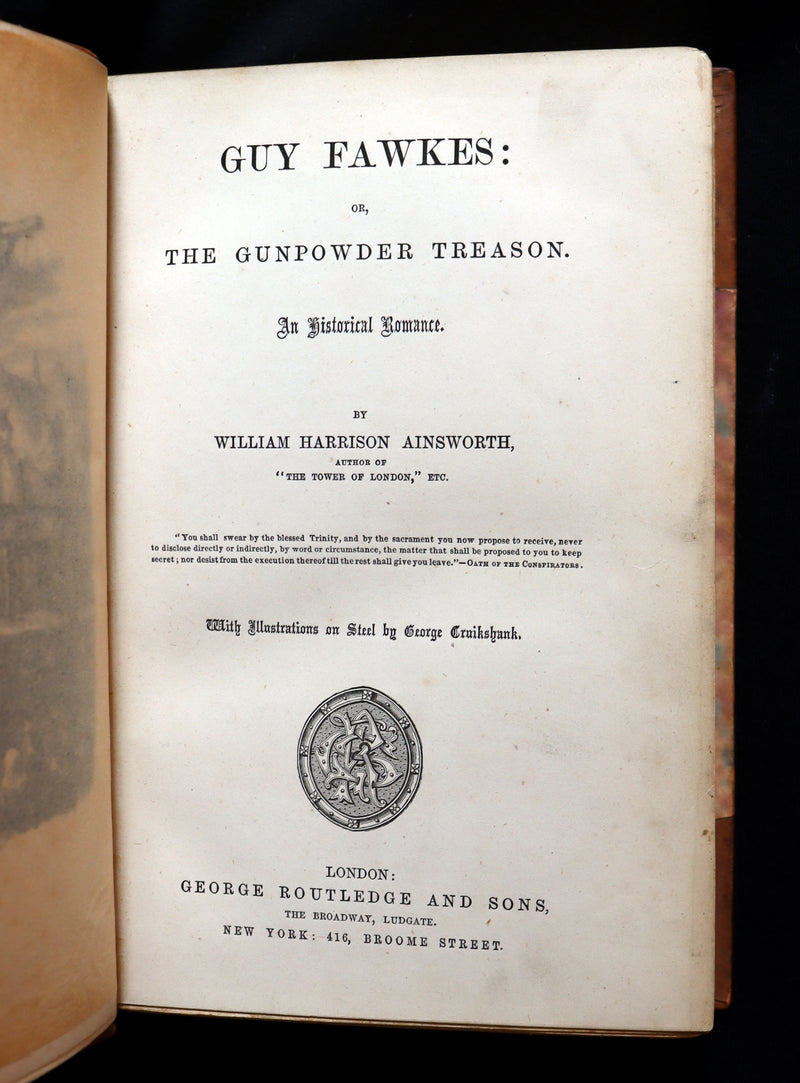 GUY FAWKES:
OR,
THE GUNPOWDER TREASON.
An Historical Romance.
BY
WILLIAM HARRISON AINSWORTH,
AUTHOR OF
“THE TOWER OF LONDON,” ETC.
“You shall swear by the blessed Trinity, and by the sacrament you now propose to receive, never
to disclose directly or indirectly, by word or circumstance, the matter that shall be proposed to you to keep
secret; nor desist from the execution thereof till the rest shall give you leave.”—OATH OF THE CONSPIRATORS.
With Illustrations on Steel by George Cruikshank.
LONDON:
GEORGE ROUTLEDGE AND SONS,
THE BROADWAY, LUDGATE.
NEW YORK: 416, BROOME STREET.